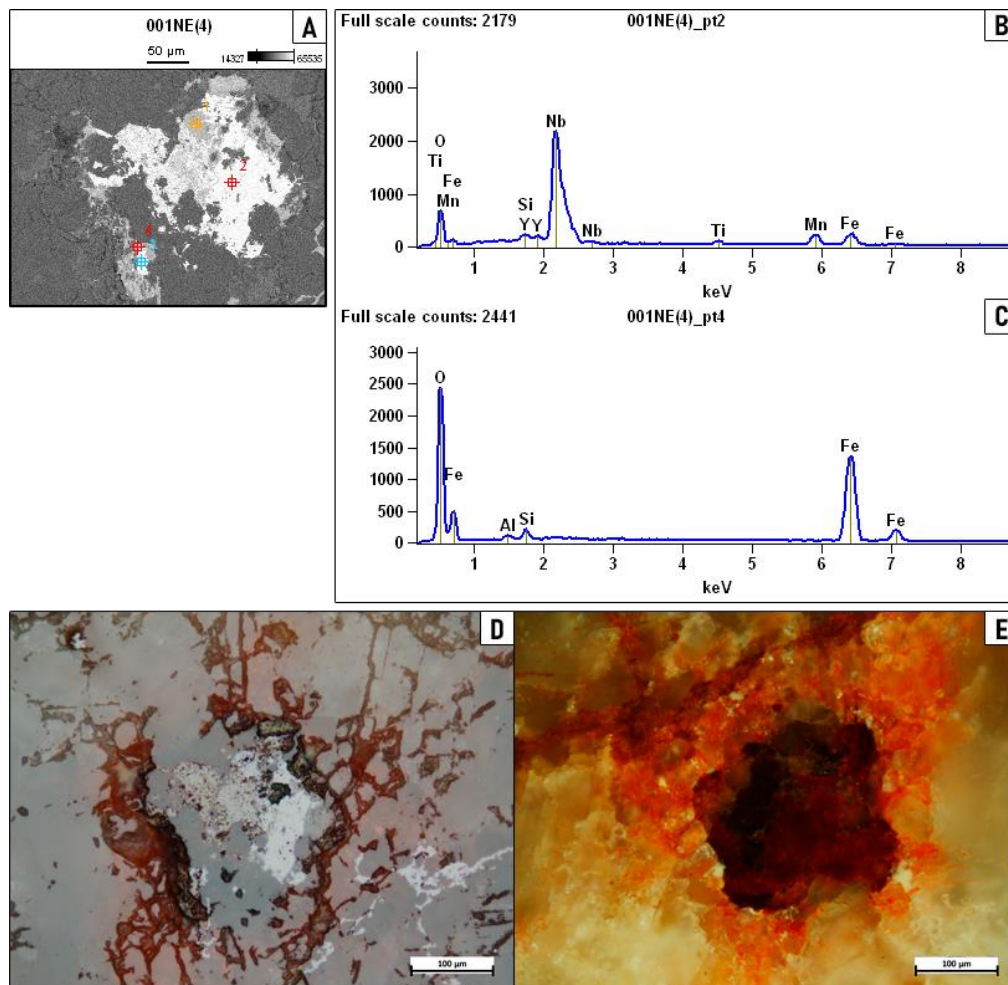 001NE(4)
A
50 µm
14327 65535
1
2
4
3
Full scale counts: 2179 001NE(4)_pt2 B
3000
2000
1000
0
O
Ti
Fe
Mn
Si
Y Y
Nb
Nb
Ti
Mn
Fe
Fe
1 2 3 4 5 6 7 8
keV
Full scale counts: 2441 001NE(4)_pt4 C
3000
2500
2000
1500
1000
500
0
O
Fe
Al
Si
Fe
Fe
1 2 3 4 5 6 7 8
keV
D
100 µm
E
100 µm